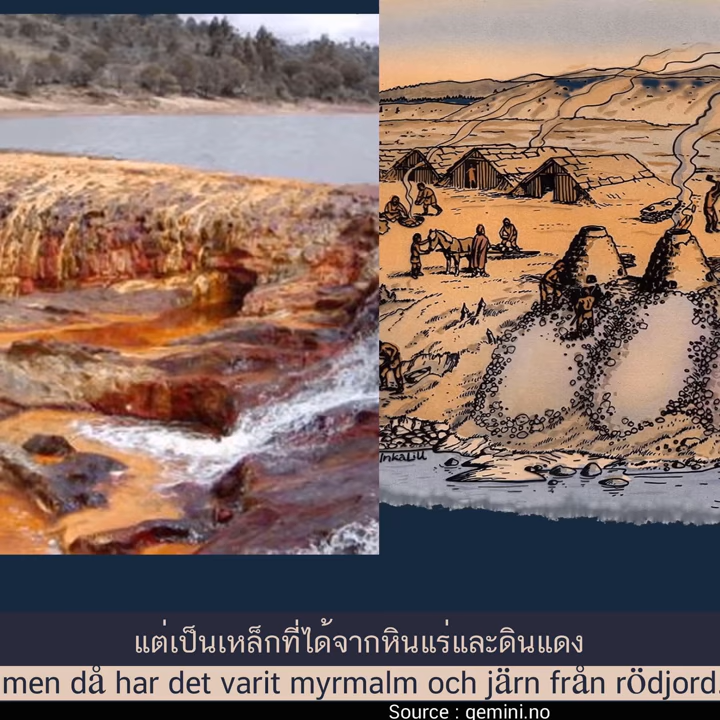 InkaLill
แต่เป็นเหล็กที่ได้จากหินแร่และดินแดง
men då har det varit myrmalm och järn från rödjord.
Source : gemini.no